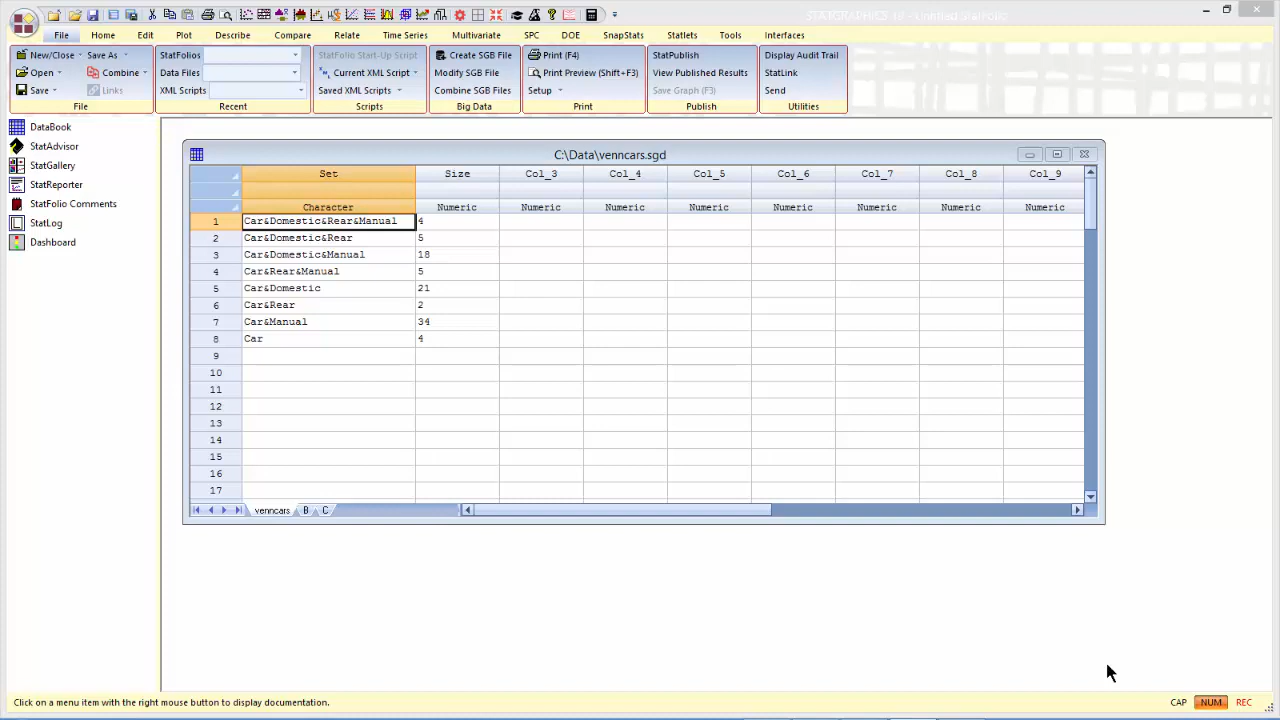 STATGRAPHICS 19 - Untitled StatFolio
File Home Edit Plot Describe Compare Relate Time Series Multivariate SPC DOE SnapStats Statlets Tools Interfaces
New/Close Save As StatFolios StatFolio Start-Up Script Create SGB File Print (F4) StatPublish Display Audit Trail
Open Combine Data Files Current XML Script Modify SGB File Print Preview (Shift+F3) View Published Results StatLink
Save Links XML Scripts Saved XML Scripts Combine SGB Files Setup Save Graph (F3) Send
File Recent Scripts Big Data Print Publish Utilities
DataBook
StatAdvisor
StatGallery
StatReporter
StatFolio Comments
StatLog
Dashboard
C:\Data\venncars.sgd
Set Size Col_3 Col_4 Col_5 Col_6 Col_7 Col_8 Col_9
Character Numeric Numeric Numeric Numeric Numeric Numeric Numeric Numeric
1 Car&Domestic&Rear&Manual 4
2 Car&Domestic&Rear 5
3 Car&Domestic&Manual 18
4 Car&Rear&Manual 5
5 Car&Domestic 21
6 Car&Rear 2
7 Car&Manual 34
8 Car 4
9
10
11
12
13
14
15
16
17
venncars B C
Click on a menu item with the right mouse button to display documentation. CAP NUM REC